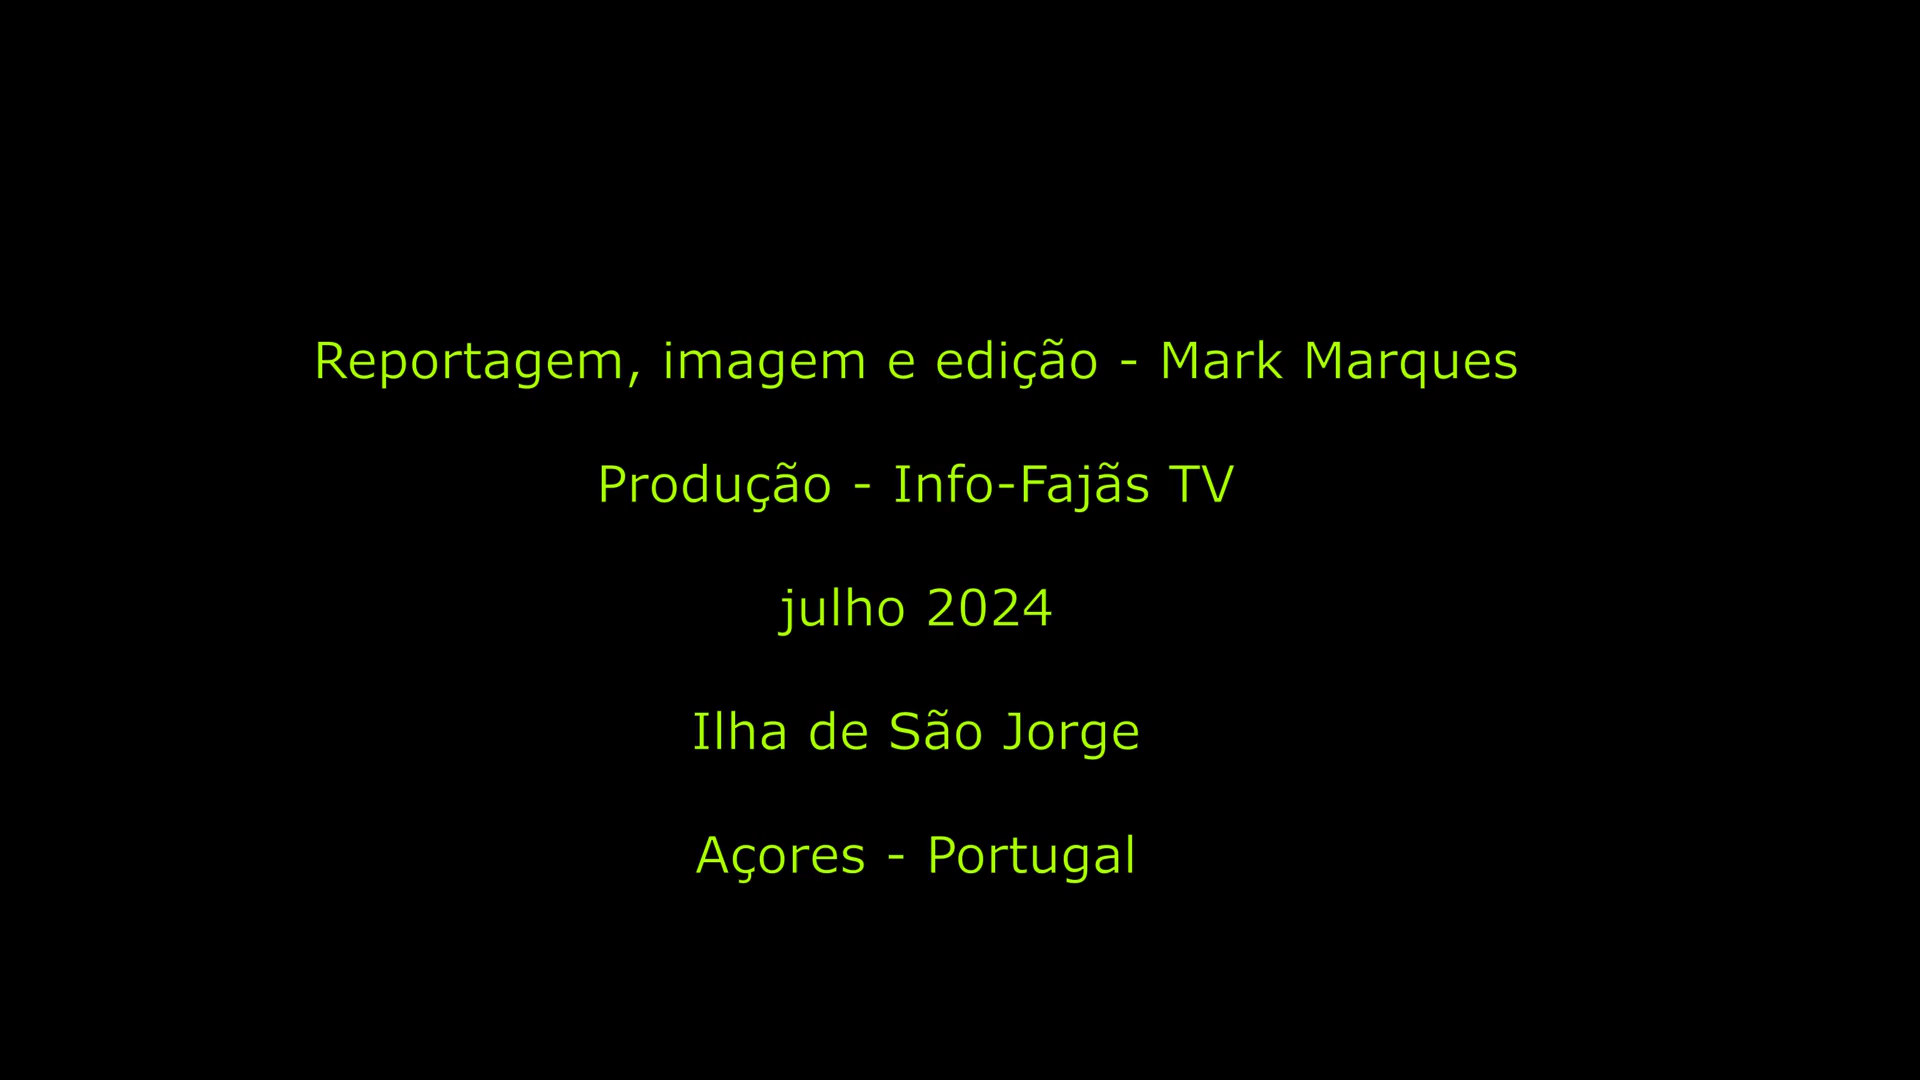 Reportagem, imagem e edição - Mark Marques
Produção - Info-Fajãs TV
julho 2024
Ilha de São Jorge
Açores - Portugal